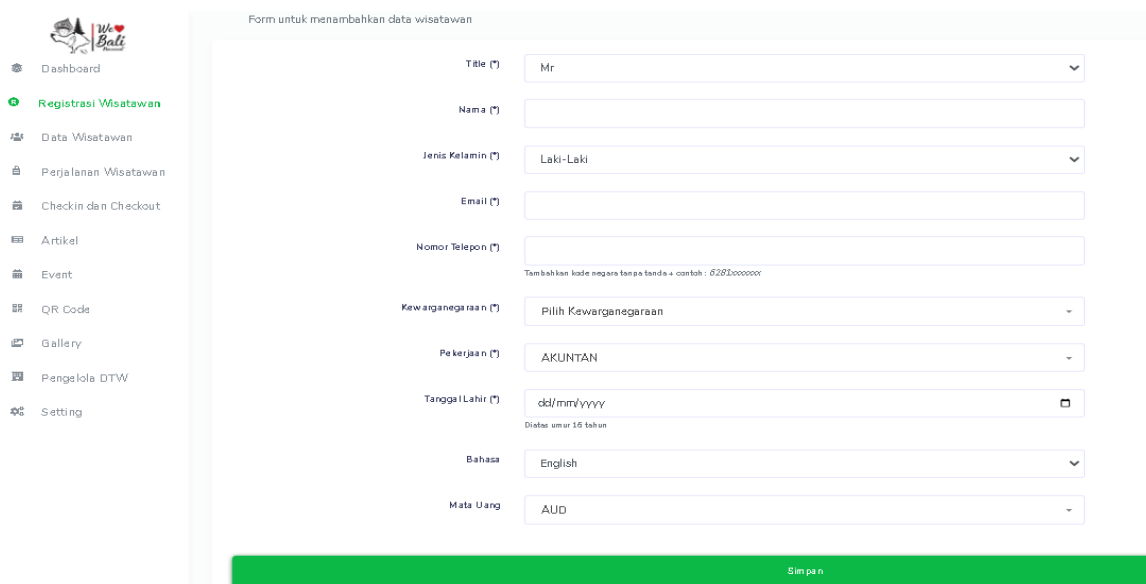 Form untuk menambahkan data wisatawan
We
Bali
Dashboard
Registrasi Wisatawan
Data Wisatawan
Perjalanan Wisatawan
Checkin dan Checkout
Artikel
Event
QR Code
Gallery
Pengelola DTW
Setting
Title (*) Mr
Nama (*)
Jenis Kelamin (*) Laki-Laki
Email (*)
Nomor Telepon (*)
Tambahkan kode negara tanpa tanda + contoh : 6281xxxxxxx
Kewarganegaraan (*) Pilih Kewarganegaraan
Pekerjaan (*) AKUNTAN
Tanggal Lahir (*) dd/mm/yyyy
Diatas umur 16 tahun
Bahasa English
Mata Uang AUD
Simpan